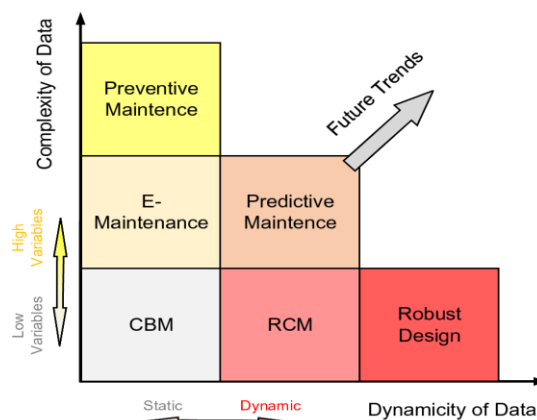 Complexity of Data
Preventive
Maintence
Future Trends
E-
Maintenance
Predictive
Maintence
High
Variables
Low
Variables
CBM
RCM
Robust
Design
Static
Dynamic
Dynamicity of Data